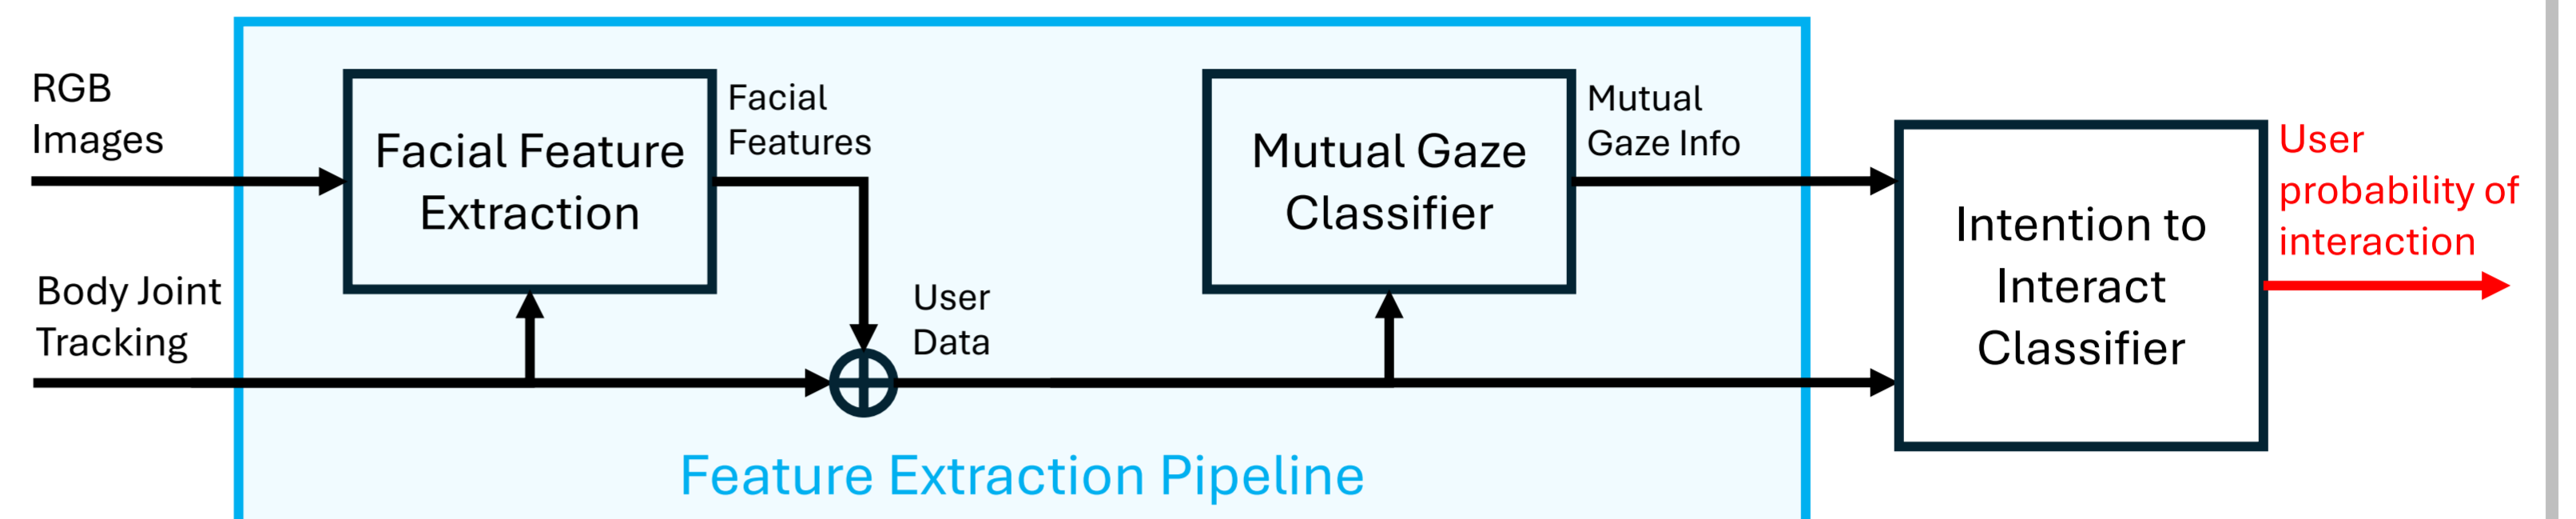 RGB
Images
Facial Feature
Extraction
Facial
Features
Mutual Gaze
Classifier
Mutual
Gaze Info
Intention to
Interact
Classifier
User
probability of
interaction
Body Joint
Tracking
User
Data
Feature Extraction Pipeline